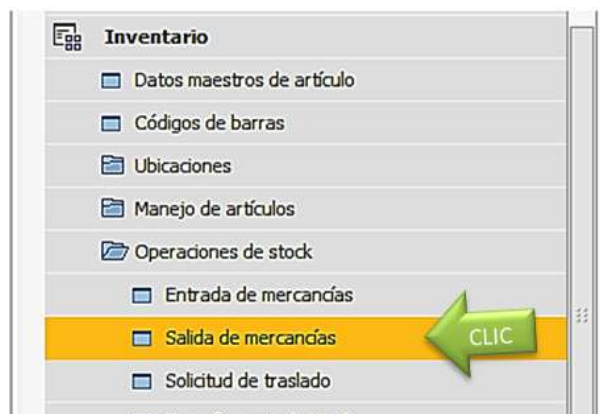 Inventario
Datos maestros de artículo
Códigos de barras
Ubicaciones
Manejo de artículos
Operaciones de stock
Entrada de mercancías
Salida de mercancías
CLIC
Solicitud de traslado